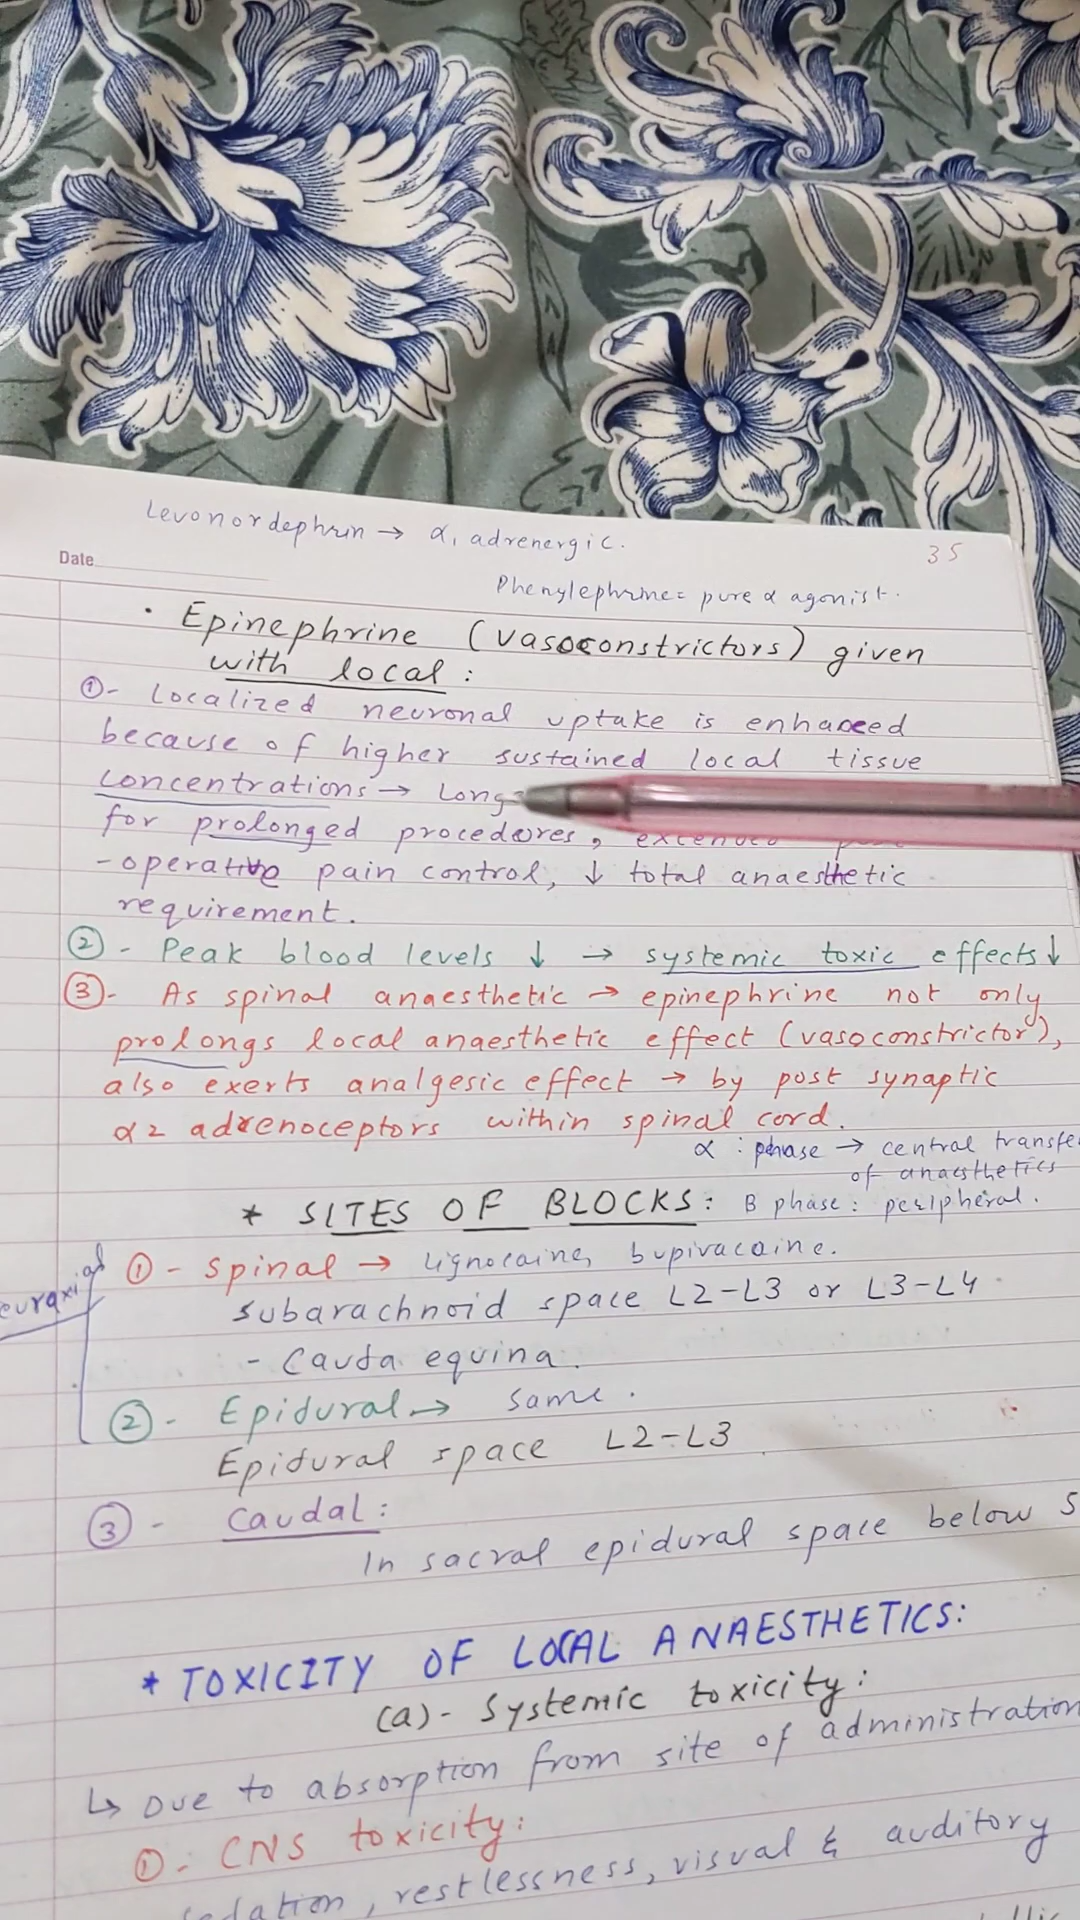 Levonordephrin → α1 adrenergic.
35
Date
Phenylephrine = pure α agonist.
• Epinephrine (vasoconstrictors) given
with local :
①- Localized neuronal uptake is enhanced
because of higher sustained local tissue
concentrations → Long
for prolonged procedures,
-operative pain control, ↓ total anaesthetic
requirement.
②- Peak blood levels ↓ → systemic toxic effects↓
③- As spinal anaesthetic → epinephrine not only
prolongs local anaesthetic effect (vasoconstrictor),
also exerts analgesic effect → by post synaptic
α2 adrenoceptors within spinal cord.
α : phase → central transfe
of anaesthetics
* SITES OF BLOCKS: B phase : peripheral.
①- Spinal → Lignocaine, bupivacaine.
euraxial
subarachnoid space L2-L3 or L3-L4
- Cauda equina.
②- Epidural → same.
Epidural space L2-L3
③- Caudal:
In sacral epidural space below S
* TOXICITY OF LOCAL ANAESTHETICS:
(a)- Systemic toxicity:
↳ Due to absorption from site of administration
①- CNS toxicity:
sedation, restlessness, visual & auditory